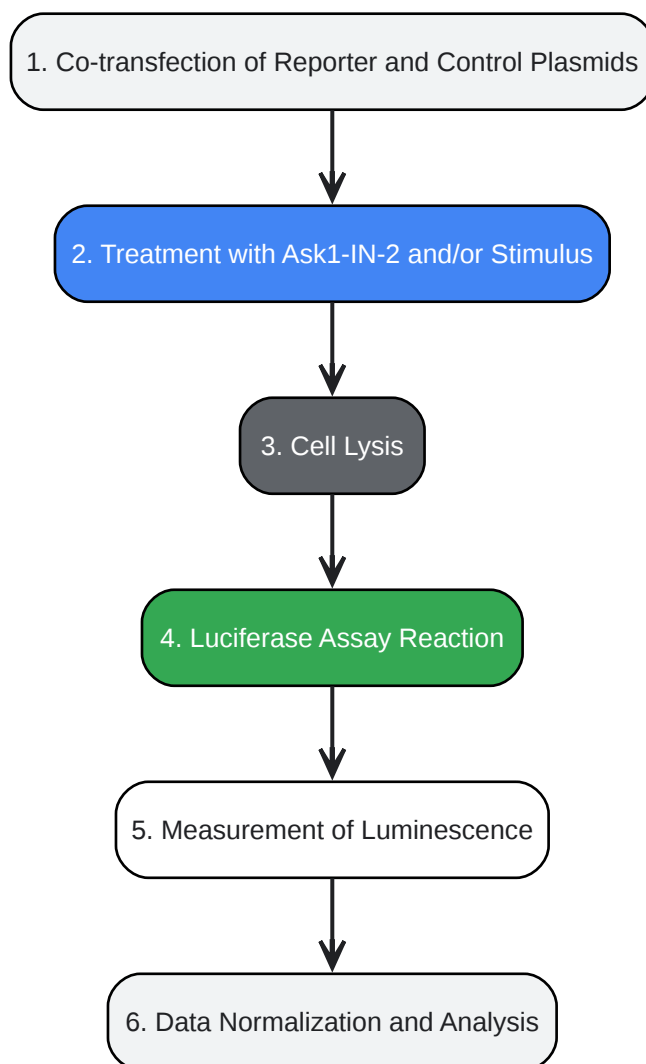 1. Co-transfection of Reporter and Control Plasmids
2. Treatment with Ask1-IN-2 and/or Stimulus
3. Cell Lysis
4. Luciferase Assay Reaction
5. Measurement of Luminescence
6. Data Normalization and Analysis